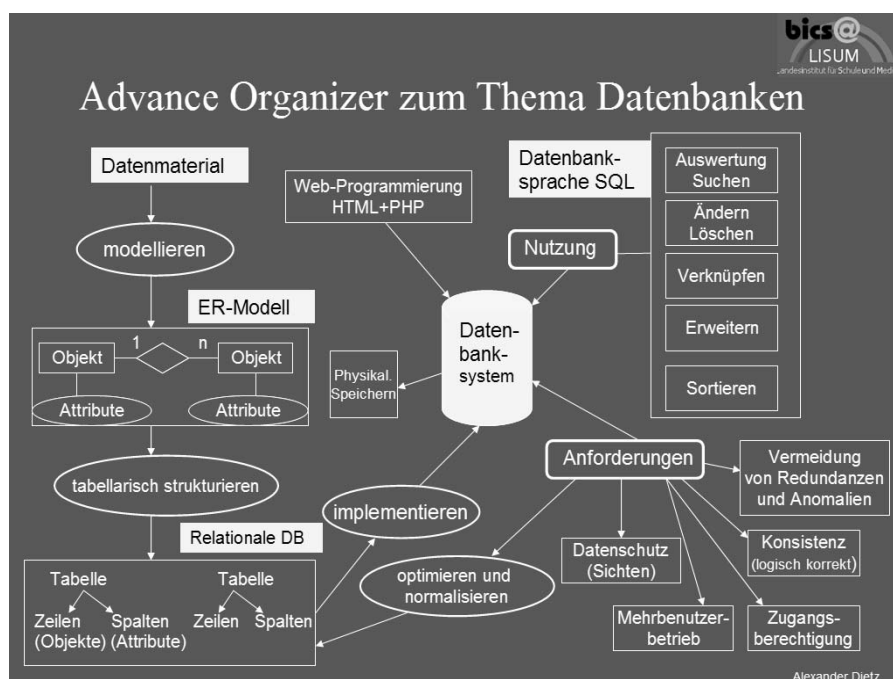 bics@
LISUM
Landesinstitut für Schule und Medi
Advance Organizer zum Thema Datenbanken
Datenmaterial
modellieren
ER-Modell
1
n
Objekt
Objekt
Attribute
Attribute
tabellarisch strukturieren
Relationale DB
Tabelle
Tabelle
Zeilen
Spalten
Zeilen
Spalten
(Objekte)
(Attribute)
Web-Programmierung
HTML+PHP
Daten-
bank-
system
Physikal.
Speichern
implementieren
optimieren und
normalisieren
Datenbank-
sprache SQL
Nutzung
Auswertung
Suchen
Ändern
Löschen
Verknüpfen
Erweitern
Sortieren
Anforderungen
Vermeidung
von Redundanzen
und Anomalien
Datenschutz
(Sichten)
Konsistenz
(logisch korrekt)
Mehrbenutzer-
betrieb
Zugangs-
berechtigung
Alexander Dietz